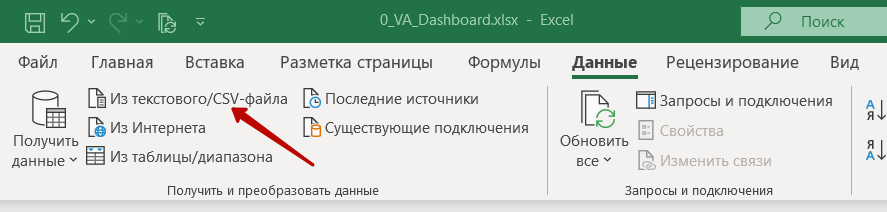 0_VA_Dashboard.xlsx - Excel
Поиск
Файл Главная Вставка Разметка страницы Формулы Данные Рецензирование Вид
Получить данные
Из текстового/CSV-файла
Из Интернета
Из таблицы/диапазона
Последние источники
Существующие подключения
Получить и преобразовать данные
Обновить все
Запросы и подключения
Свойства
Изменить связи
Запросы и подключения
А
Я
Я
А